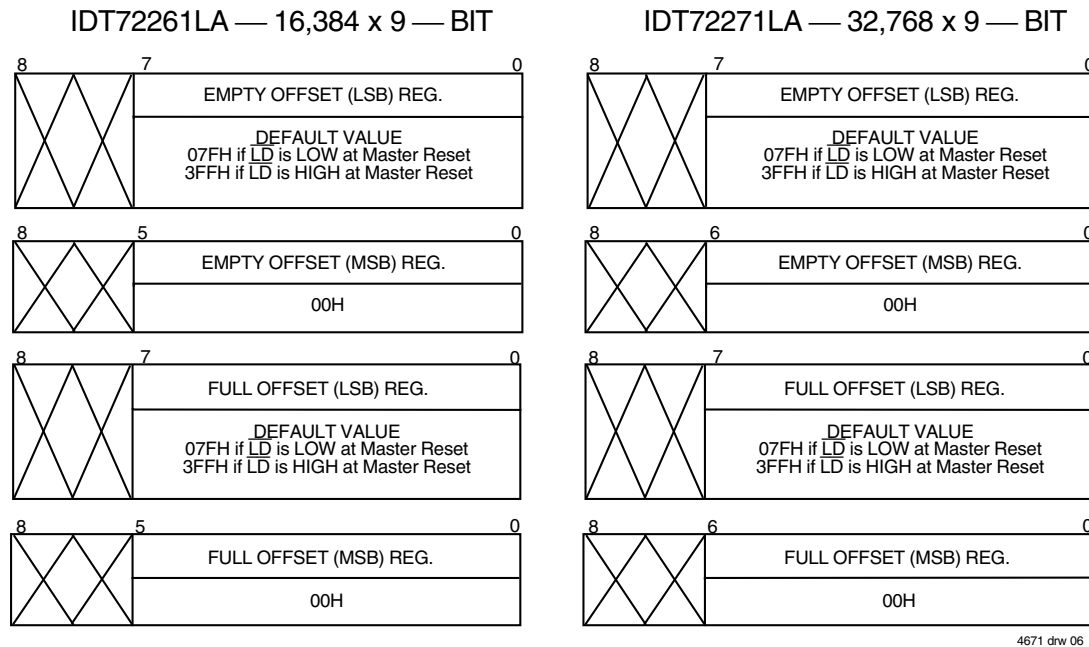 IDT72261LA — 16,384 x 9 — BIT
8 7 0
EMPTY OFFSET (LSB) REG.
DEFAULT VALUE
07FH if LD is LOW at Master Reset
3FFH if LD is HIGH at Master Reset
8 5 0
EMPTY OFFSET (MSB) REG.
00H
8 7 0
FULL OFFSET (LSB) REG.
DEFAULT VALUE
07FH if LD is LOW at Master Reset
3FFH if LD is HIGH at Master Reset
8 5 0
FULL OFFSET (MSB) REG.
00H
IDT72271LA — 32,768 x 9 — BIT
8 7 0
EMPTY OFFSET (LSB) REG.
DEFAULT VALUE
07FH if LD is LOW at Master Reset
3FFH if LD is HIGH at Master Reset
8 6 0
EMPTY OFFSET (MSB) REG.
00H
8 7 0
FULL OFFSET (LSB) REG.
DEFAULT VALUE
07FH if LD is LOW at Master Reset
3FFH if LD is HIGH at Master Reset
8 6 0
FULL OFFSET (MSB) REG.
00H
4671 drw 06